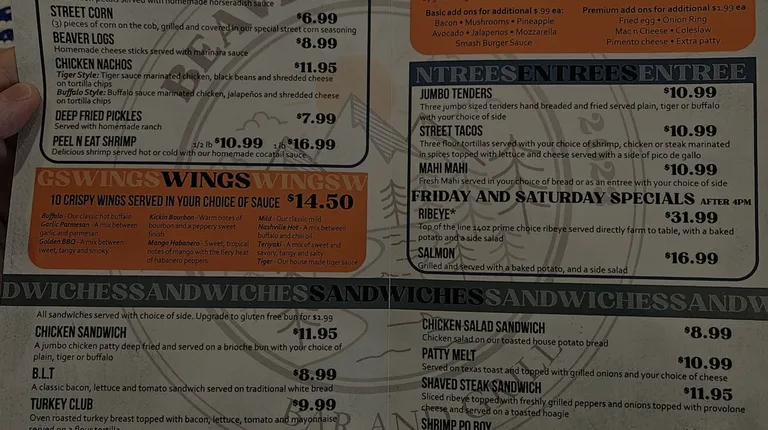 served with homemade horseradish sauce
STREET CORN $6.99
(3) pieces of corn on the cob, grilled and covered in our special street corn seasoning
BEAVER LOGS $8.99
Homemade cheese sticks served with marinara sauce
CHICKEN NACHOS $11.95
Tiger Style: Tiger sauce marinated chicken, black beans and shredded cheese
on tortilla chips
Buffalo Style: Buffalo sauce marinated chicken, jalapeños and shredded cheese
on tortilla chips
DEEP FRIED PICKLES $7.99
Served with homemade ranch
PEEL N EAT SHRIMP 1/2 lb $10.99 1 lb $16.99
Delicious shrimp served hot or cold with our homemade cocktail sauce
GSWINGSWINGSWINGSW
10 CRISPY WINGS SERVED IN YOUR CHOICE OF SAUCE $14.50
Buffalo - Our classic hot buffalo
Garlic Parmesan - A mix between
garlic and parmesan
Golden BBQ - A mix between
sweet, tangy and smoky
Kickin Bourbon - Warm notes of
bourbon and a peppery sweet
finish
Mango Habanero - Sweet, tropical
notes of mango with the fiery heat
of habanero peppers
Mild - Our classic mild
Nashville Hot - A mix between
buffalo and chili oil
Teriyaki - A mix of sweet and
savory, tangy and salty
Tiger - Our house made tiger sauce
Basic add ons for additional $.99 ea:
Bacon • Mushrooms • Pineapple
Avocado • Jalapenos • Mozzarella
Smash Burger Sauce
Premium add ons for additional $1.99 ea
Fried egg • Onion Ring
Mac n Cheese • Coleslaw
Pimento cheese • Extra patty
NTREESENTREESENTREE
JUMBO TENDERS $10.99
Three jumbo sized tenders hand breaded and fried served plain, tiger or buffalo
with your choice of side
STREET TACOS $10.99
Three flour tortillas served with your choice of shrimp, chicken or steak marinated
in spices topped with lettuce and cheese served with a side of pico de gallo
MAHI MAHI $10.99
Fresh Mahi served in your choice of bread or as an entree with your choice of side
FRIDAY AND SATURDAY SPECIALS AFTER 4PM
RIBEYE* $31.99
Top of the line 14oz prime choice ribeye served directly farm to table, with a baked
potato and a side salad
SALMON $16.99
Grilled and served with a baked potato, and a side salad
DWICHESSANDWICHESSANDWICHESSANDWICHESSANDW
All sandwiches served with choice of side. Upgrade to gluten free bun for $1.99
CHICKEN SANDWICH $11.95
A jumbo chicken patty deep fried and served on a brioche bun with your choice of
plain, tiger or buffalo
B.L.T $8.99
A classic bacon, lettuce and tomato sandwich served on traditional white bread
TURKEY CLUB $9.99
Oven roasted turkey breast topped with bacon, lettuce, tomato and mayonnaise
served on a flour tortilla
CHICKEN SALAD SANDWICH $8.99
Chicken salad on our toasted house potato bread
PATTY MELT $10.99
Served on texas toast and topped with grilled onions and your choice of cheese
SHAVED STEAK SANDWICH $11.95
Sliced ribeye topped with grilled peppers and onions topped with provolone
cheese and served on a toasted hoagie
SHRIMP PO BOY